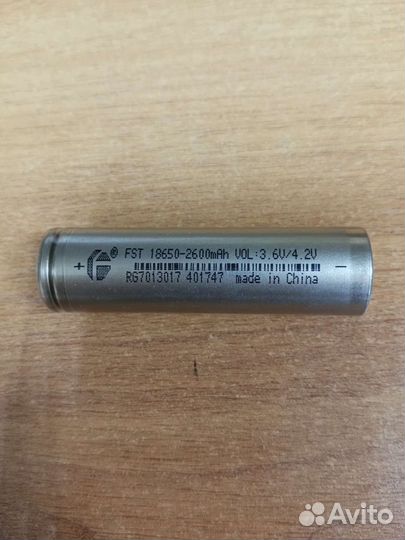 + ® FST 18650-2600mAh VOL:3.6V/4.2V −
RG7013017 401747 made in China
Avito